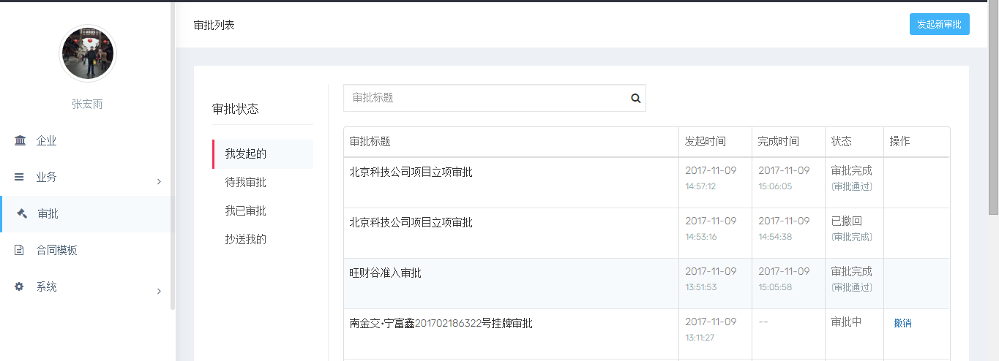 审批列表
发起新审批
张宏雨
企业
业务
审批
合同模板
系统
审批状态
我发起的
待我审批
我已审批
抄送我的
审批标题
审批标题 发起时间 完成时间 状态 操作
北京科技公司项目立项审批 2017-11-09 2017-11-09 审批完成
14:57:12 15:06:05 (审批通过)
北京科技公司项目立项审批 2017-11-09 2017-11-09 已撤回
14:53:16 14:54:38 (审批完成)
旺财谷准入审批 2017-11-09 2017-11-09 审批完成
13:51:53 15:05:58 (审批通过)
南金交·宁富鑫201702186322号挂牌审批 2017-11-09 -- 审批中 撤销
13:11:27